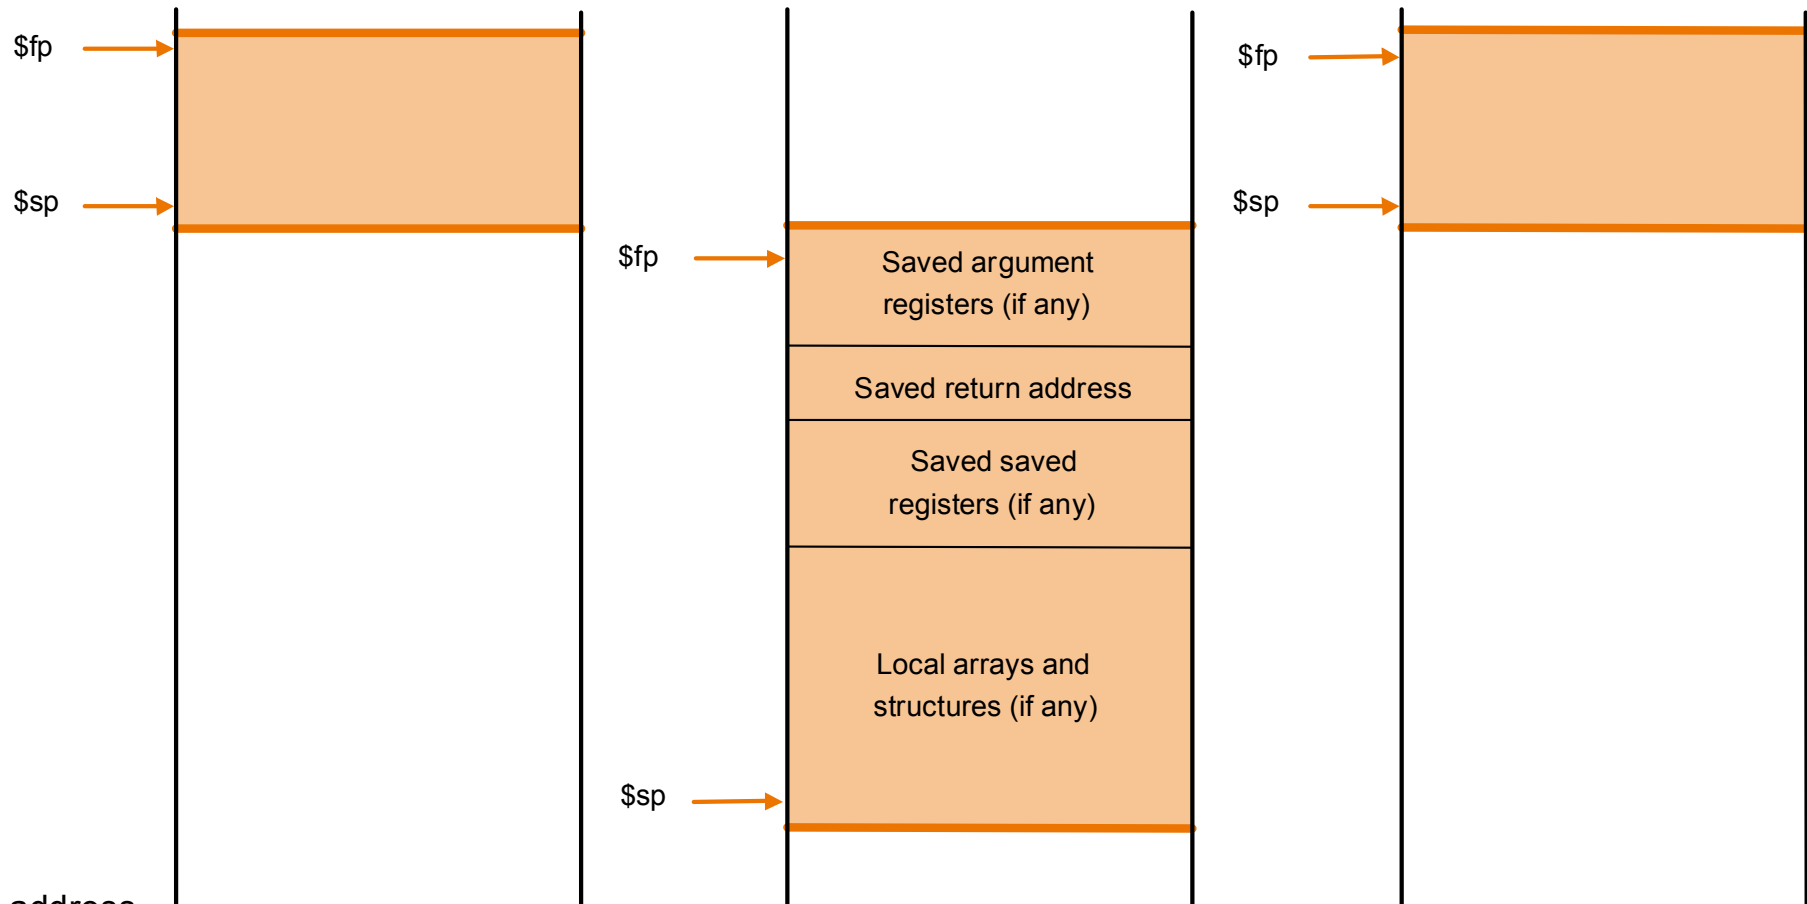 $fp
$sp
$fp
Saved argument
registers (if any)
Saved return address
Saved saved
registers (if any)
Local arrays and
structures (if any)
$sp
$fp
$sp
address